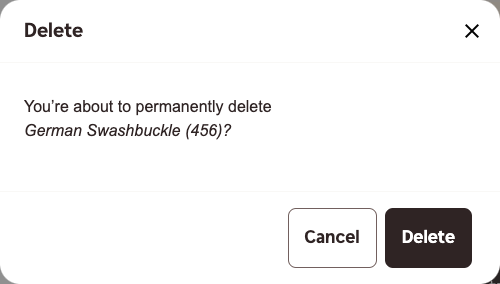 Delete
You’re about to permanently delete
German Swashbuckle (456)?
Cancel
Delete